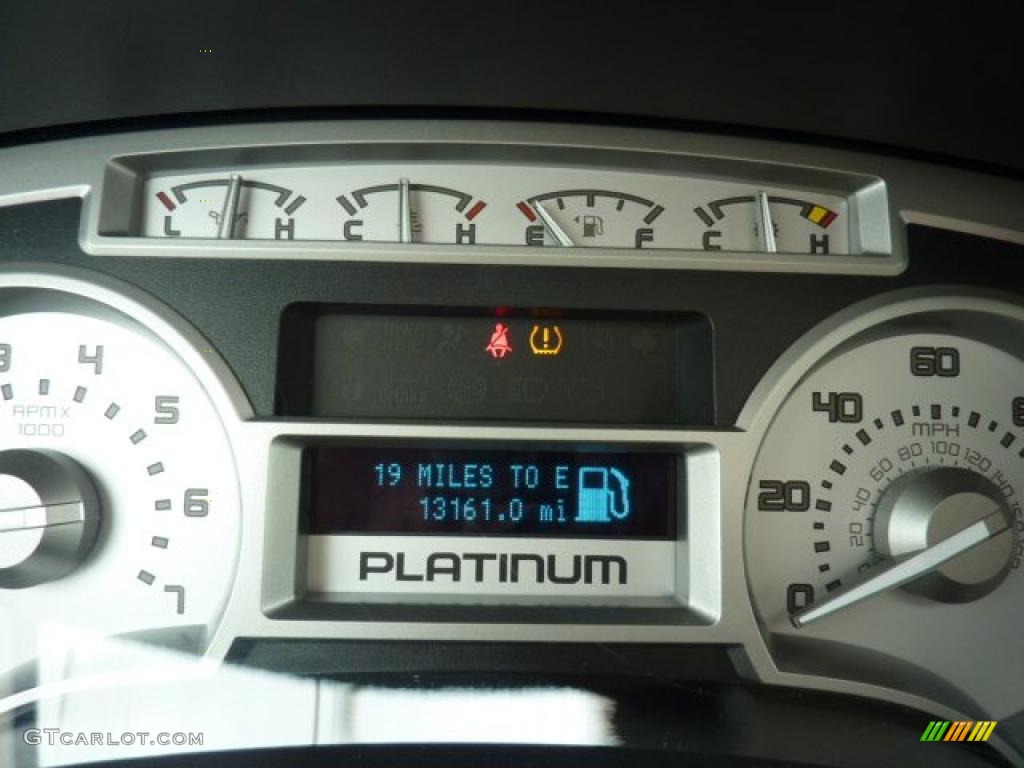 L H C H E F C H
3 4 5 6 7
RPM X
1000
19 MILES TO E
13161.0 mi
PLATINUM
0 20 40 60
MPH
20 40 60 80 100 120 140
GTCARLOT.COM